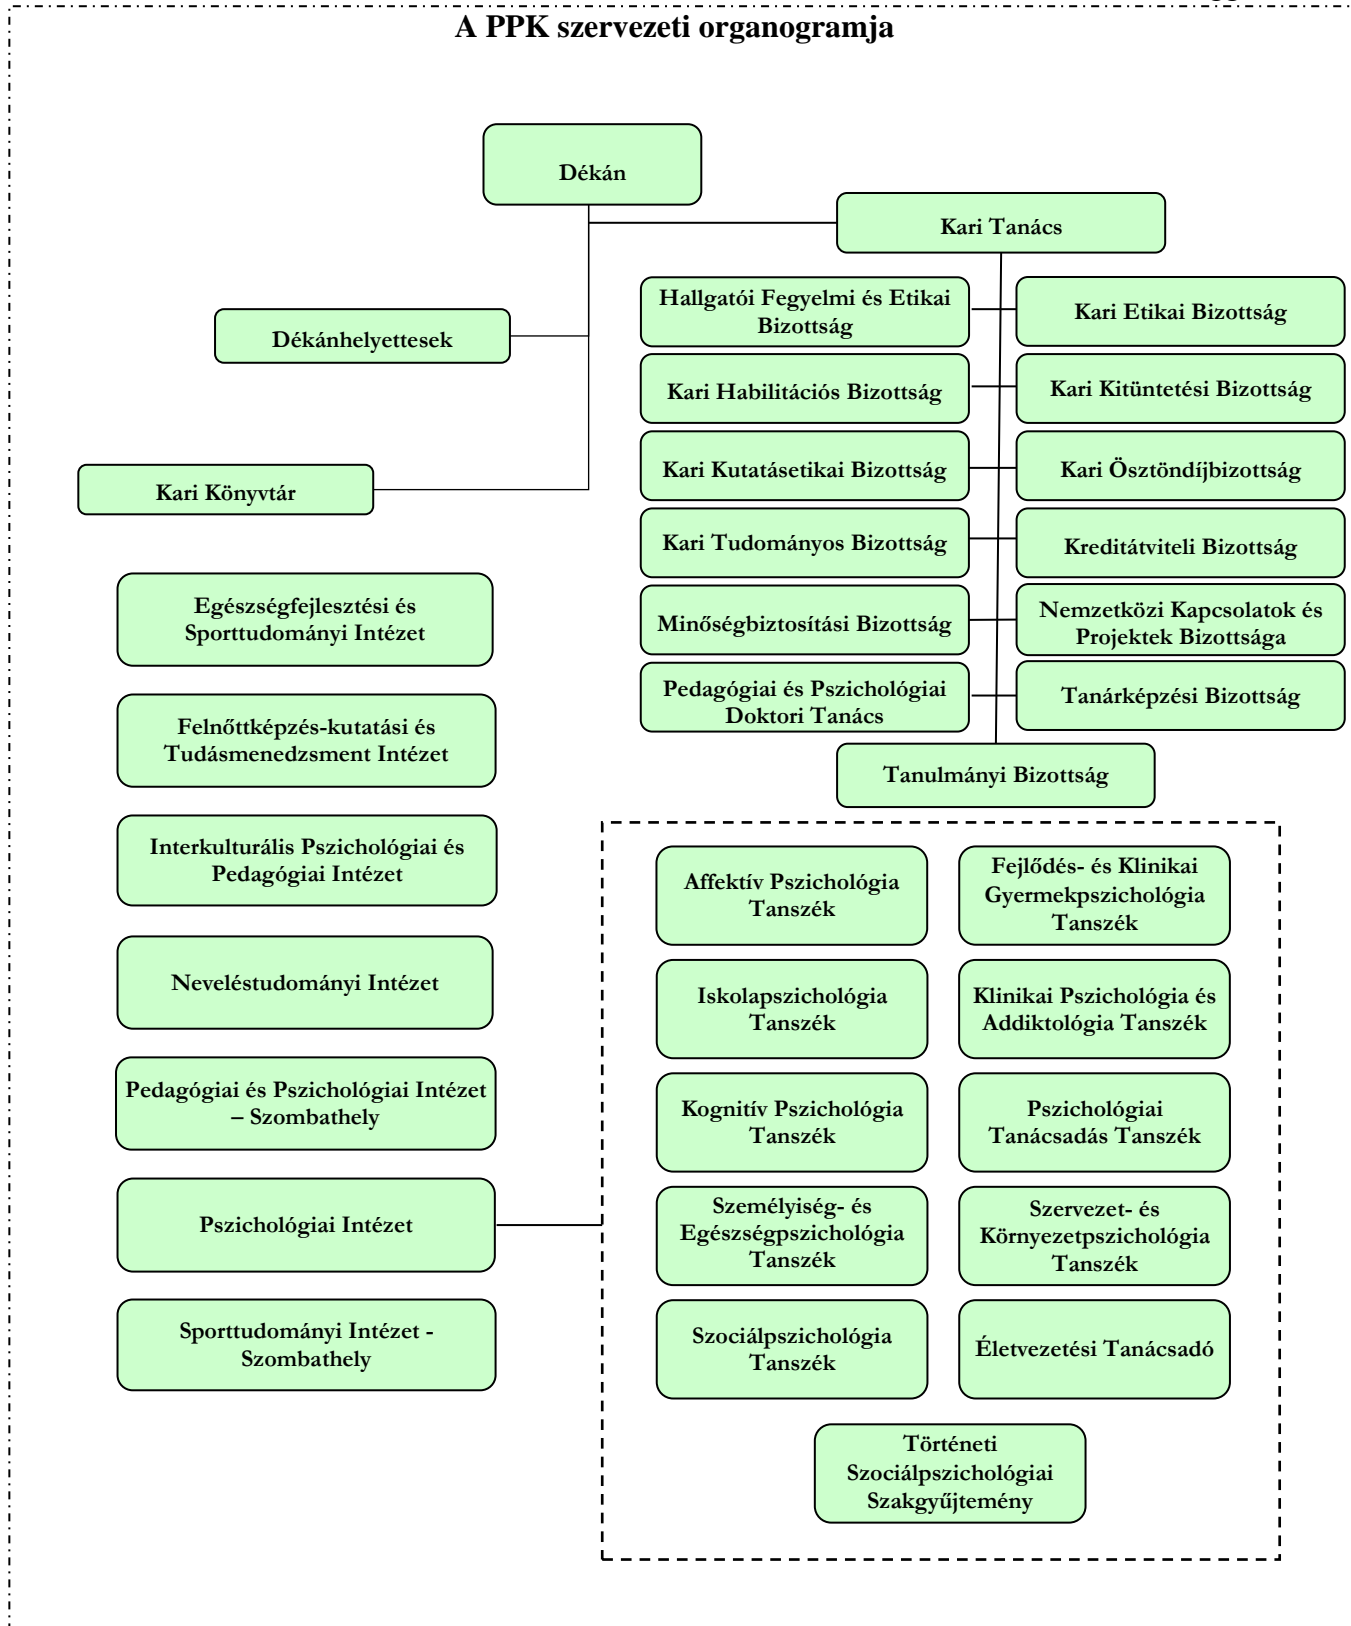 A PPK szervezeti organogramja
Dékán
Kari Tanács
Hallgatói Fegyelmi és Etikai
Bizottság
Kari Etikai Bizottság
Dékánhelyettesek
Kari Habilitációs Bizottság
Kari Kitüntetési Bizottság
Kari Kutatásetikai Bizottság
Kari Ösztöndíjbizottság
Kari Könyvtár
Kari Tudományos Bizottság
Kreditátviteli Bizottság
Minőségbiztosítási Bizottság
Nemzetközi Kapcsolatok és
Projektek Bizottsága
Pedagógiai és Pszichológiai
Doktori Tanács
Tanárképzési Bizottság
Tanulmányi Bizottság
Egészségfejlesztési és
Sporttudományi Intézet
Felnőttképzés-kutatási és
Tudásmenedzsment Intézet
Interkulturális Pszichológiai és
Pedagógiai Intézet
Neveléstudományi Intézet
Pedagógiai és Pszichológiai Intézet
– Szombathely
Pszichológiai Intézet
Sporttudományi Intézet -
Szombathely
Affektív Pszichológia
Tanszék
Fejlődés- és Klinikai
Gyermekpszichológia
Tanszék
Iskolapszichológia
Tanszék
Klinikai Pszichológia és
Addiktológia Tanszék
Kognitív Pszichológia
Tanszék
Pszichológiai
Tanácsadás Tanszék
Személyiség- és
Egészségpszichológia
Tanszék
Szervezet- és
Környezetpszichológia
Tanszék
Szociálpszichológia
Tanszék
Életvezetési Tanácsadó
Történeti
Szociálpszichológiai
Szakgyűjtemény